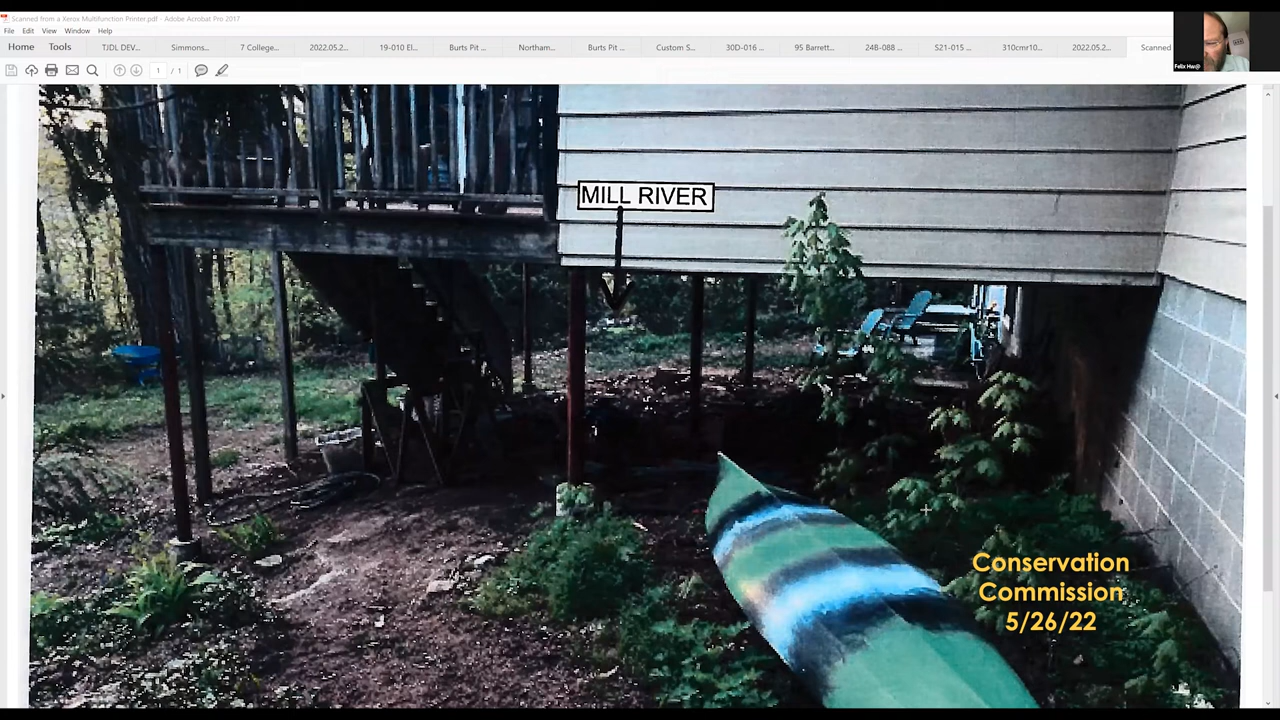 Scanned from a Xerox Multifunction Printer.pdf - Adobe Acrobat Pro 2017
File Edit View Window Help
Home Tools TJDL DEV... Simmons... 7 College... 2022.05.2... 19-010 El... Burts Pit ... Northam... Burts Pit ... Custom S... 30D-016 ... 95 Barrett... 24B-088 ... S21-015 ... 310cmr10... 2022.05.2... Scanned
1 / 1
MILL RIVER
Conservation
Commission
5/26/22